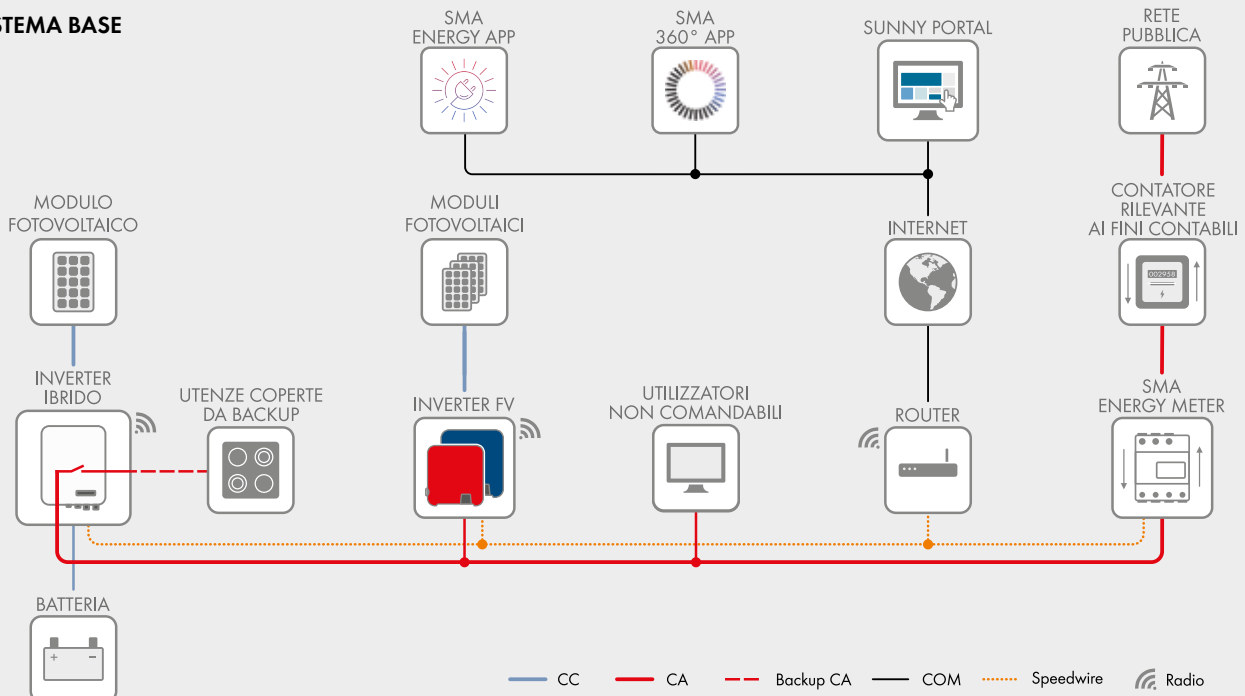 STEMA BASE
SMA
ENERGY APP
SMA
360° APP
SUNNY PORTAL
RETE
PUBBLICA
MODULO
FOTOVOLTAICO
MODULI
FOTOVOLTAICI
INTERNET
CONTATORE
RILEVANTE
AI FINI CONTABILI
002958
INVERTER
IBRIDO
UTENZE COPERTE
DA BACKUP
INVERTER FV
UTILIZZATORI
NON COMANDABILI
ROUTER
SMA
ENERGY METER
BATTERIA
+ −
CC
CA
Backup CA
COM
Speedwire
Radio